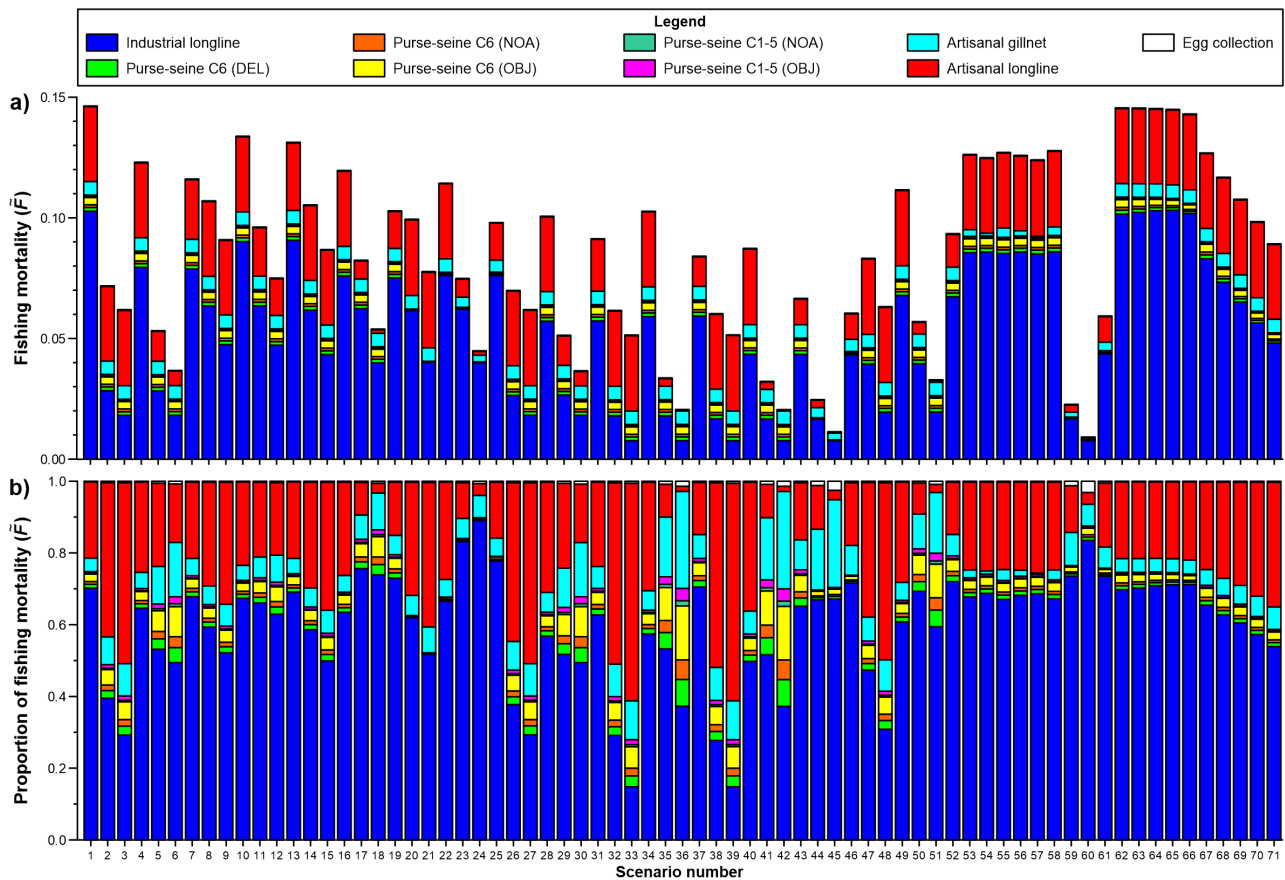 Legend
Industrial longline
Purse-seine C6 (NOA)
Purse-seine C1-5 (NOA)
Artisanal gillnet
Egg collection
Purse-seine C6 (DEL)
Purse-seine C6 (OBJ)
Purse-seine C1-5 (OBJ)
Artisanal longline
a)
Fishing mortality (F̃)
0.15
0.10
0.05
0.00
b)
Proportion of fishing mortality (F̃)
1.0
0.8
0.6
0.4
0.2
0.0
1 2 3 4 5 6 7 8 9 10 11 12 13 14 15 16 17 18 19 20 21 22 23 24 25 26 27 28 29 30 31 32 33 34 35 36 37 38 39 40 41 42 43 44 45 46 47 48 49 50 51 52 53 54 55 56 57 58 59 60 61 62 63 64 65 66 67 68 69 70 71
Scenario number